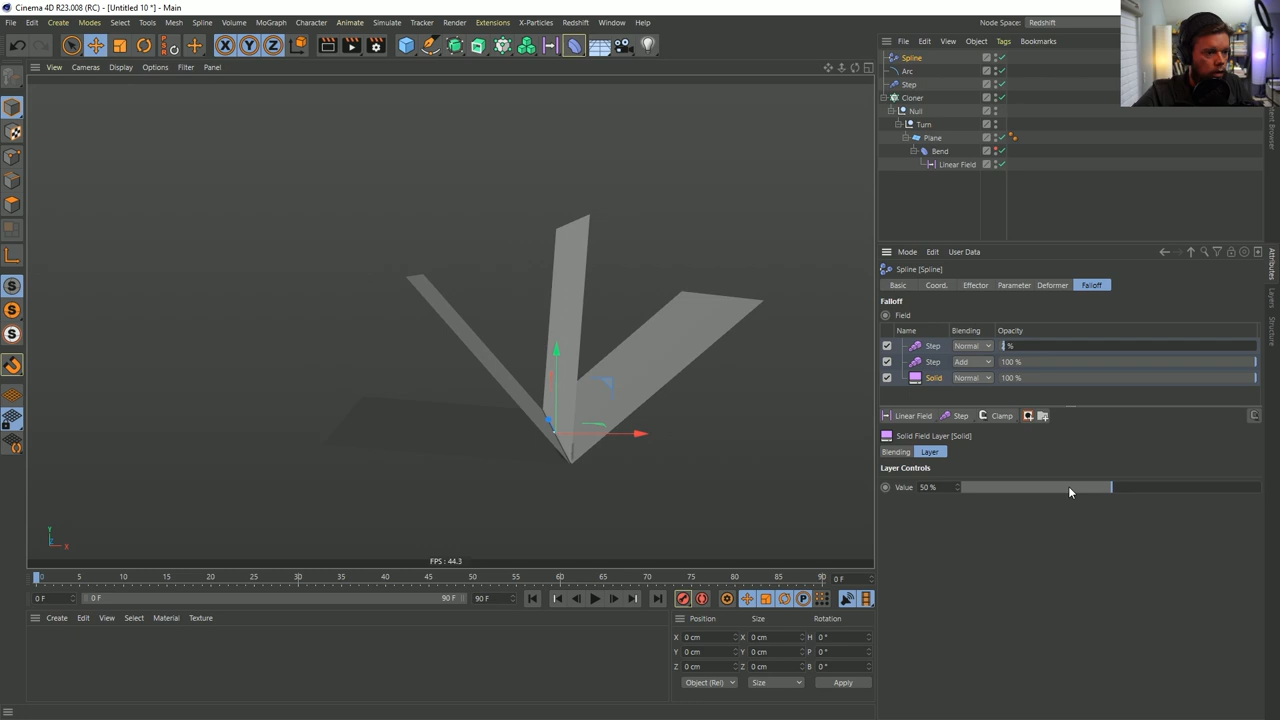 Cinema 4D R23.008 (RC) - [Untitled 10 *] - Main
File Edit Create Modes Select Tools Mesh Spline Volume MoGraph Character Animate Simulate Tracker Render Extensions X-Particles Redshift Window Help Node Space: Redshift
X Y Z
File Edit View Object Tags Bookmarks
View Cameras Display Options Filter Panel
Spline
Arc
Step
Cloner
Null
Turn
Plane
Bend
Linear Field
Mode Edit User Data
Spline [Spline]
Basic Coord. Effector Parameter Deformer Falloff
Falloff
Field
Name Blending Opacity
Step Normal %
Step Add 100 %
Solid Normal 100 %
Linear Field Step Clamp
Solid Field Layer [Solid]
Blending Layer
Layer Controls
Value 50 %
Attributes
Layers
Structure
Y
Z
X
FPS : 44.3
0 5 10 15 20 25 30 35 40 45 50 55 60 65 70 75 80 85 90 0 F
0 F 0 F 90 F 90 F
Create Edit View Select Material Texture
Position Size Rotation
X 0 cm X 0 cm H 0 °
Y 0 cm Y 0 cm P 0 °
Z 0 cm Z 0 cm B 0 °
Object (Rel) Size Apply